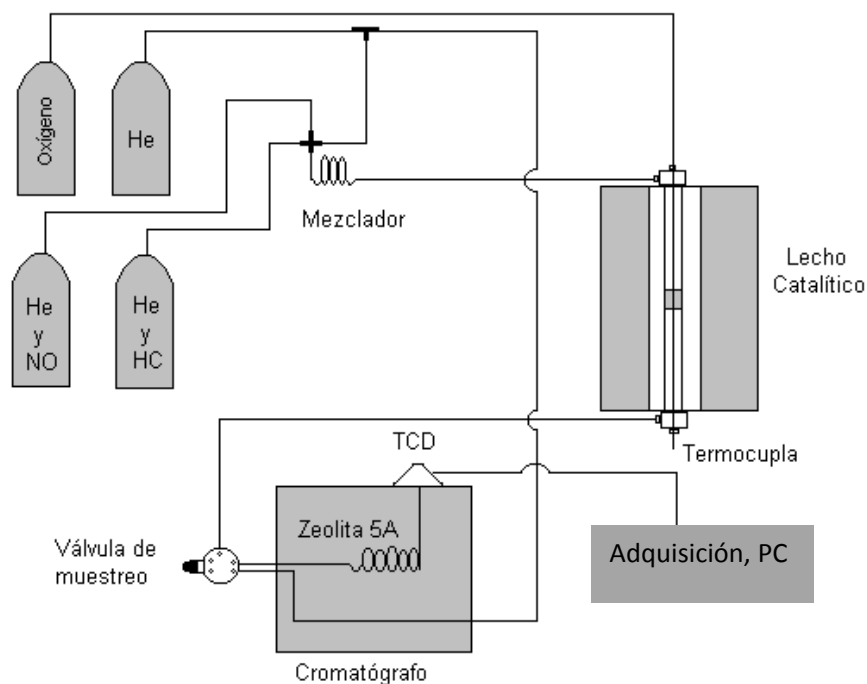 Oxígeno
He
Mezclador
He
y
NO
He
y
HC
Lecho
Catalítico
TCD
Termocupla
Zeolita 5A
Válvula de
muestreo
Adquisición, PC
Cromatógrafo